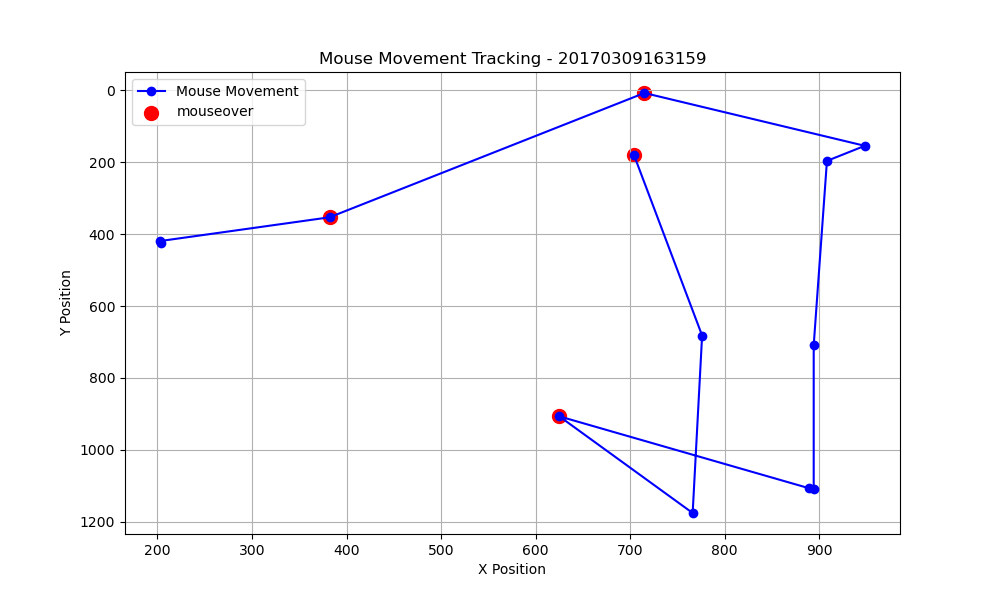 Mouse Movement Tracking - 20170309163159
Mouse Movement
mouseover
0
200
400
600
800
1000
1200
Y Position
200 300 400 500 600 700 800 900
X Position